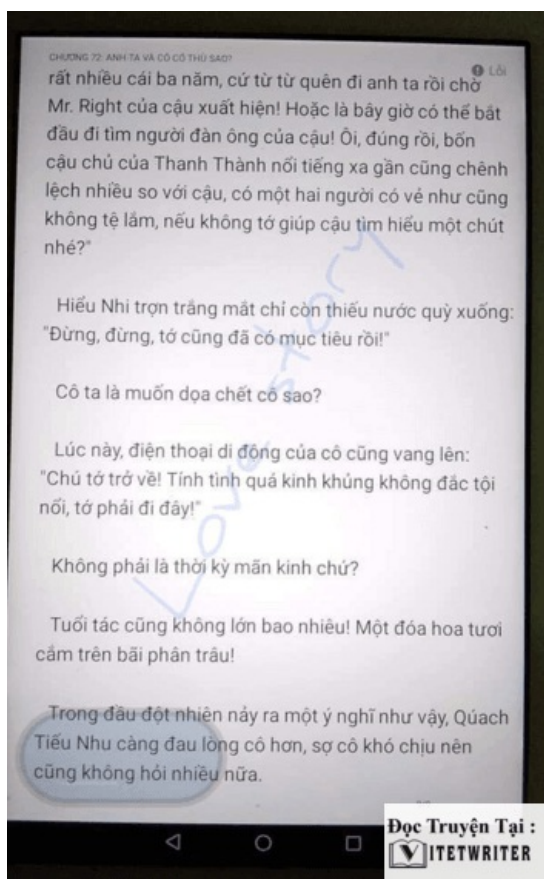 CHƯƠNG 72: ANH TA VÀ CÔ CÓ THÙ SAO?
Lỗi
rất nhiều cái ba năm, cứ từ từ quên đi anh ta rồi chờ
Mr. Right của cậu xuất hiện! Hoặc là bây giờ có thể bắt
đầu đi tìm người đàn ông của cậu! Ôi, đúng rồi, bốn
cậu chủ của Thanh Thành nổi tiếng xa gần cũng chênh
lệch nhiều so với cậu, có một hai người có vẻ như cũng
không tệ lắm, nếu không tớ giúp cậu tìm hiểu một chút
nhé?"
Hiểu Nhi trợn trắng mắt chỉ còn thiếu nước quỳ xuống:
"Đừng, đừng, tớ cũng đã có mục tiêu rồi!"
Cô ta là muốn dọa chết cô sao?
Lúc này, điện thoại di động của cô cũng vang lên:
"Chú tớ trở về! Tính tình quá kinh khủng không đắc tội
nổi, tớ phải đi đây!"
Không phải là thời kỳ mãn kinh chứ?
Tuổi tác cũng không lớn bao nhiêu! Một đóa hoa tươi
cắm trên bãi phân trâu!
Trong đầu đột nhiên nảy ra một ý nghĩ như vậy, Qúach
Tiếu Nhu càng đau lòng cô hơn, sợ cô khó chịu nên
cũng không hỏi nhiều nữa.
Love story
Đọc Truyện Tại :
VITETWRITER